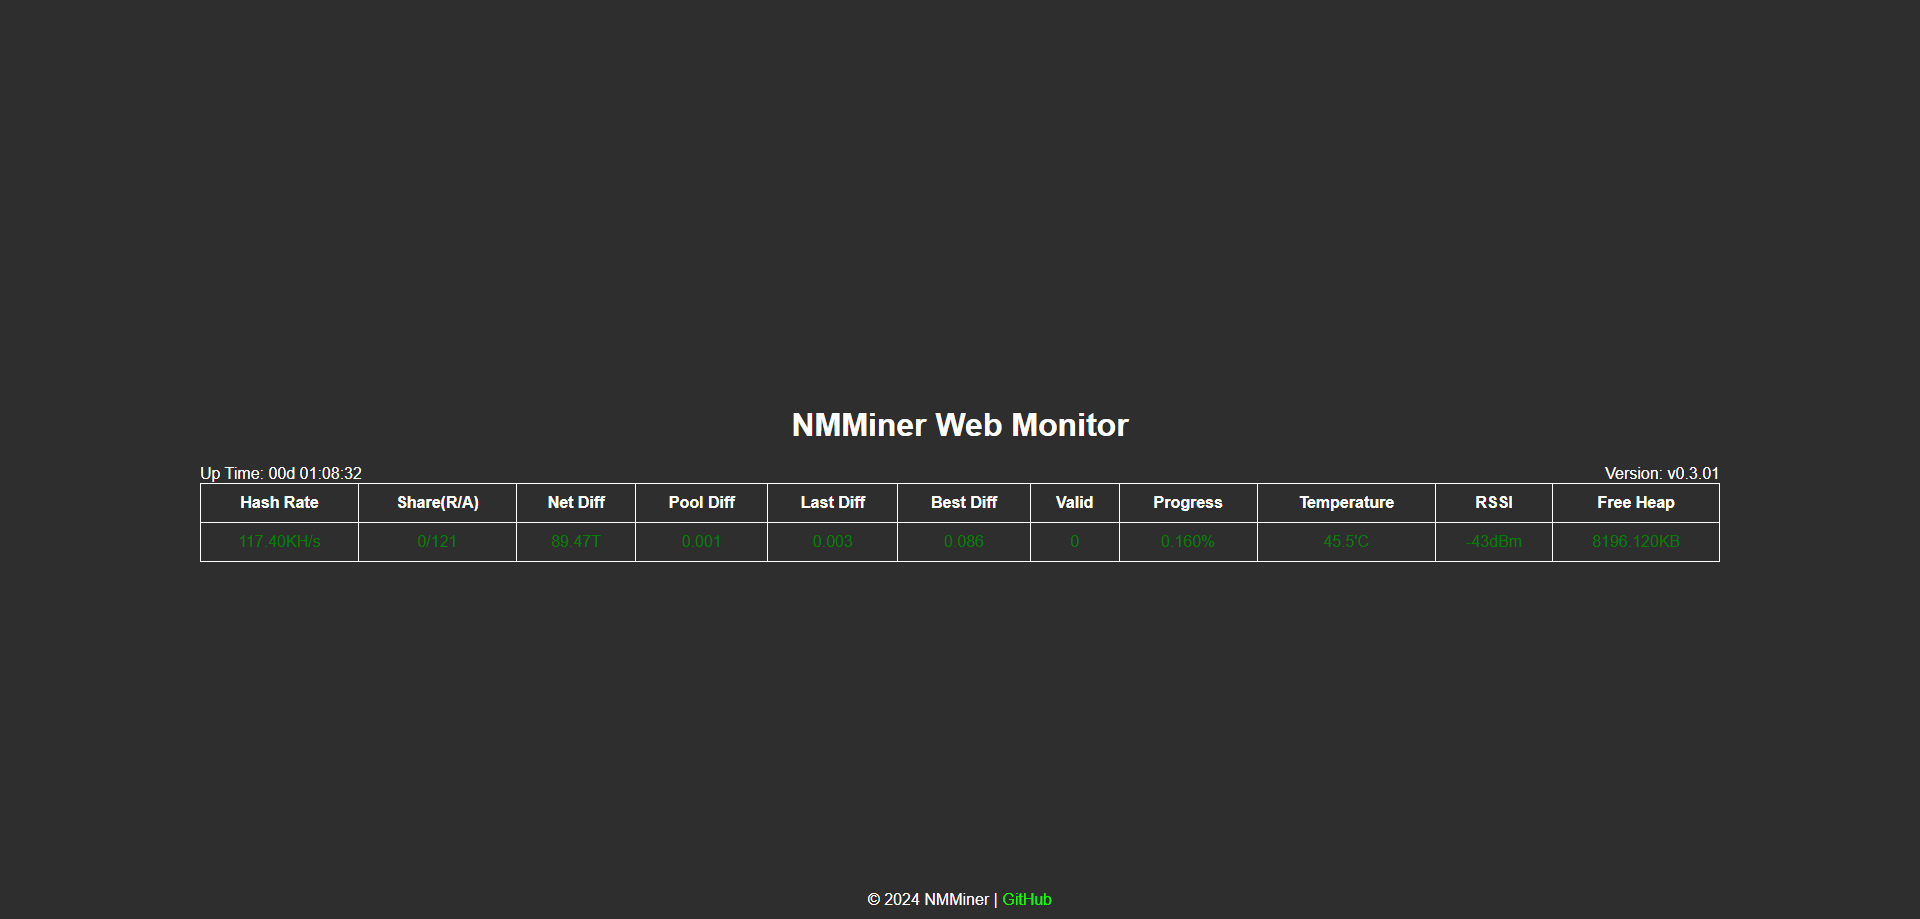 NMMiner Web Monitor
Up Time: 00d 01:08:32 Version: v0.3.01
Hash Rate Share(R/A) Net Diff Pool Diff Last Diff Best Diff Valid Progress Temperature RSSI Free Heap
117.40KH/s 0/121 89.47T 0.001 0.003 0.086 0 0.160% 45.5'C -43dBm 8196.120KB
© 2024 NMMiner | GitHub